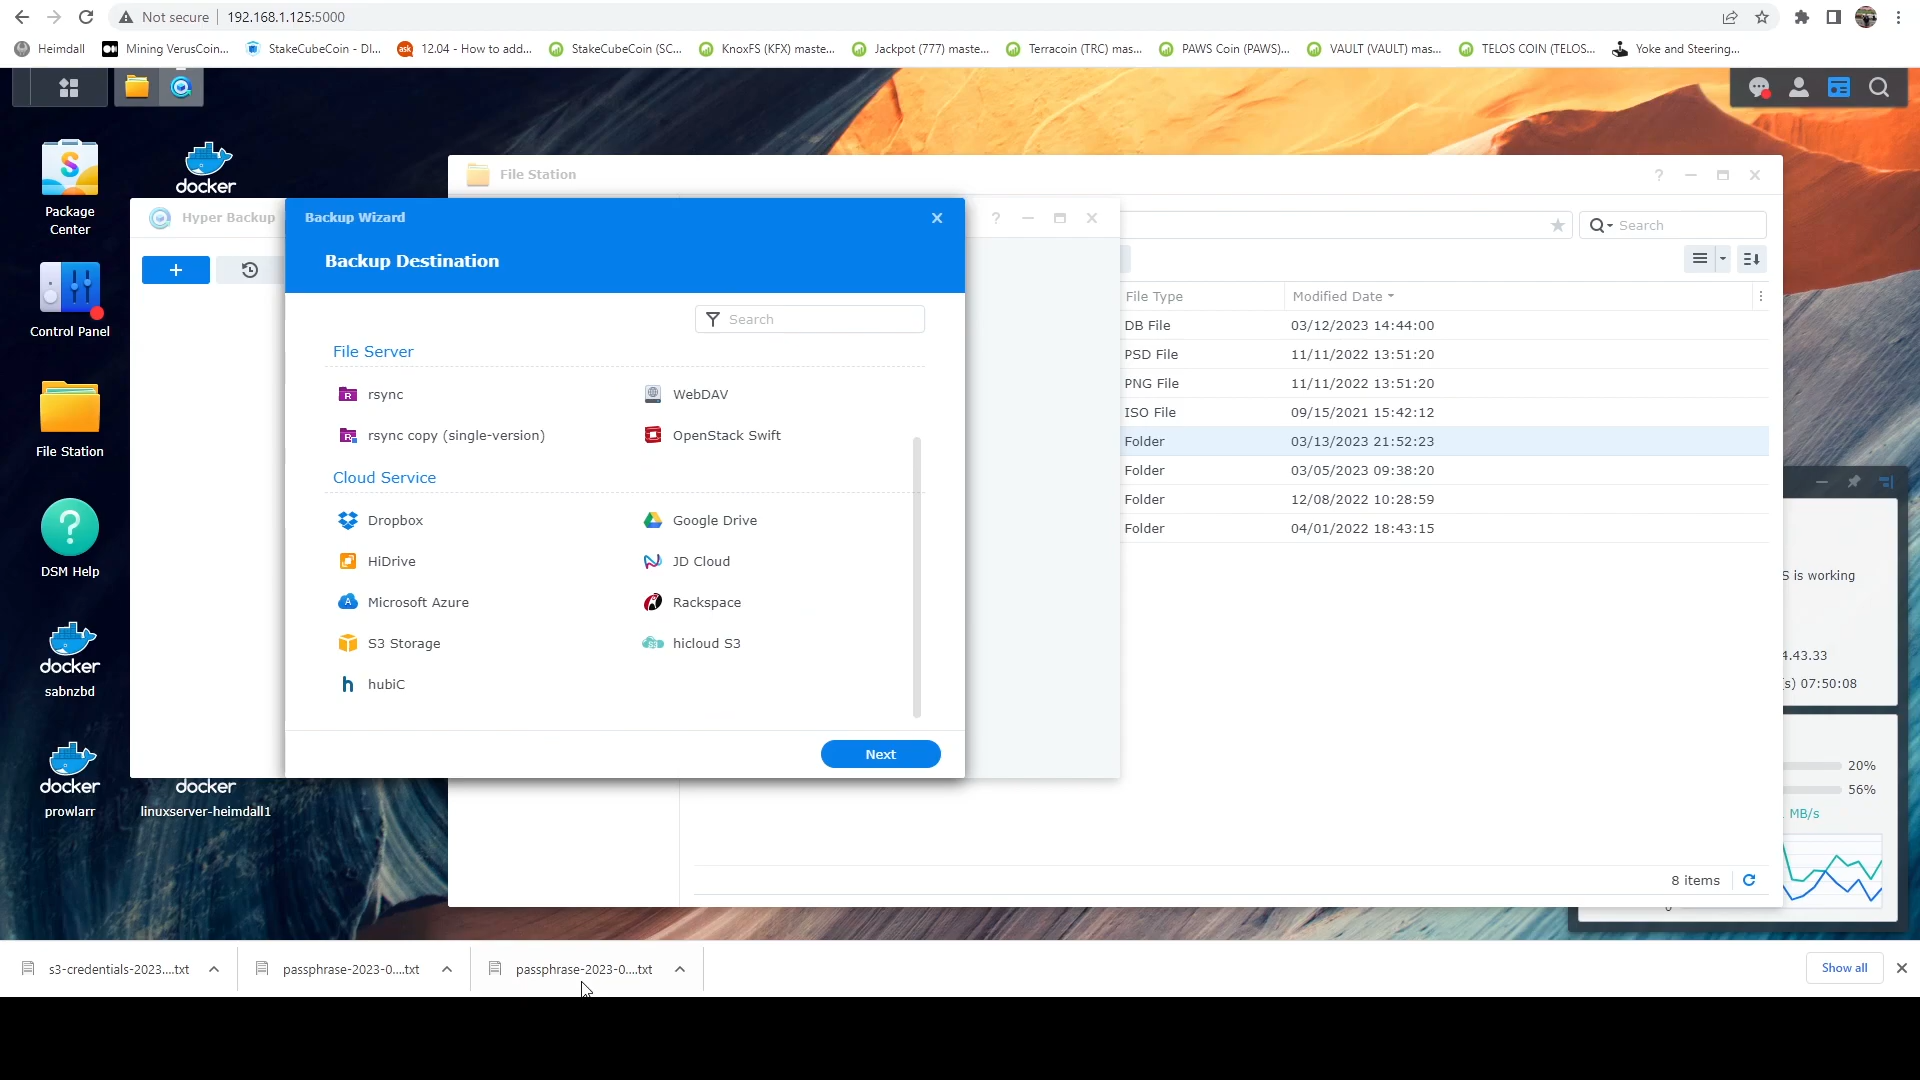 Not secure 192.168.1.125:5000
Heimdall Mining VerusCoin... StakeCubeCoin - DI... 12.04 - How to add... StakeCubeCoin (SC... KnoxFS (KFX) maste... Jackpot (777) maste... Terracoin (TRC) mas... PAWS Coin (PAWS)... VAULT (VAULT) mas... TELOS COIN (TELOS... Yoke and Steering...
Package
Center
Control Panel
File Station
DSM Help
docker
sabnzbd
docker
prowlarr
docker
docker
linuxserver-heimdall1
File Station
Search
File Type Modified Date
DB File 03/12/2023 14:44:00
PSD File 11/11/2022 13:51:20
PNG File 11/11/2022 13:51:20
ISO File 09/15/2021 15:42:12
Folder 03/13/2023 21:52:23
Folder 03/05/2023 09:38:20
Folder 12/08/2022 10:28:59
Folder 04/01/2022 18:43:15
8 items
Hyper Backup
Backup Wizard
Backup Destination
Search
File Server
rsync WebDAV
rsync copy (single-version) OpenStack Swift
Cloud Service
Dropbox Google Drive
HiDrive JD Cloud
Microsoft Azure Rackspace
S3 Storage hicloud S3
hubiC
Next
S is working
4.43.33
(s) 07:50:08
20%
56%
MB/s
0
s3-credentials-2023....txt passphrase-2023-0....txt passphrase-2023-0....txt Show all